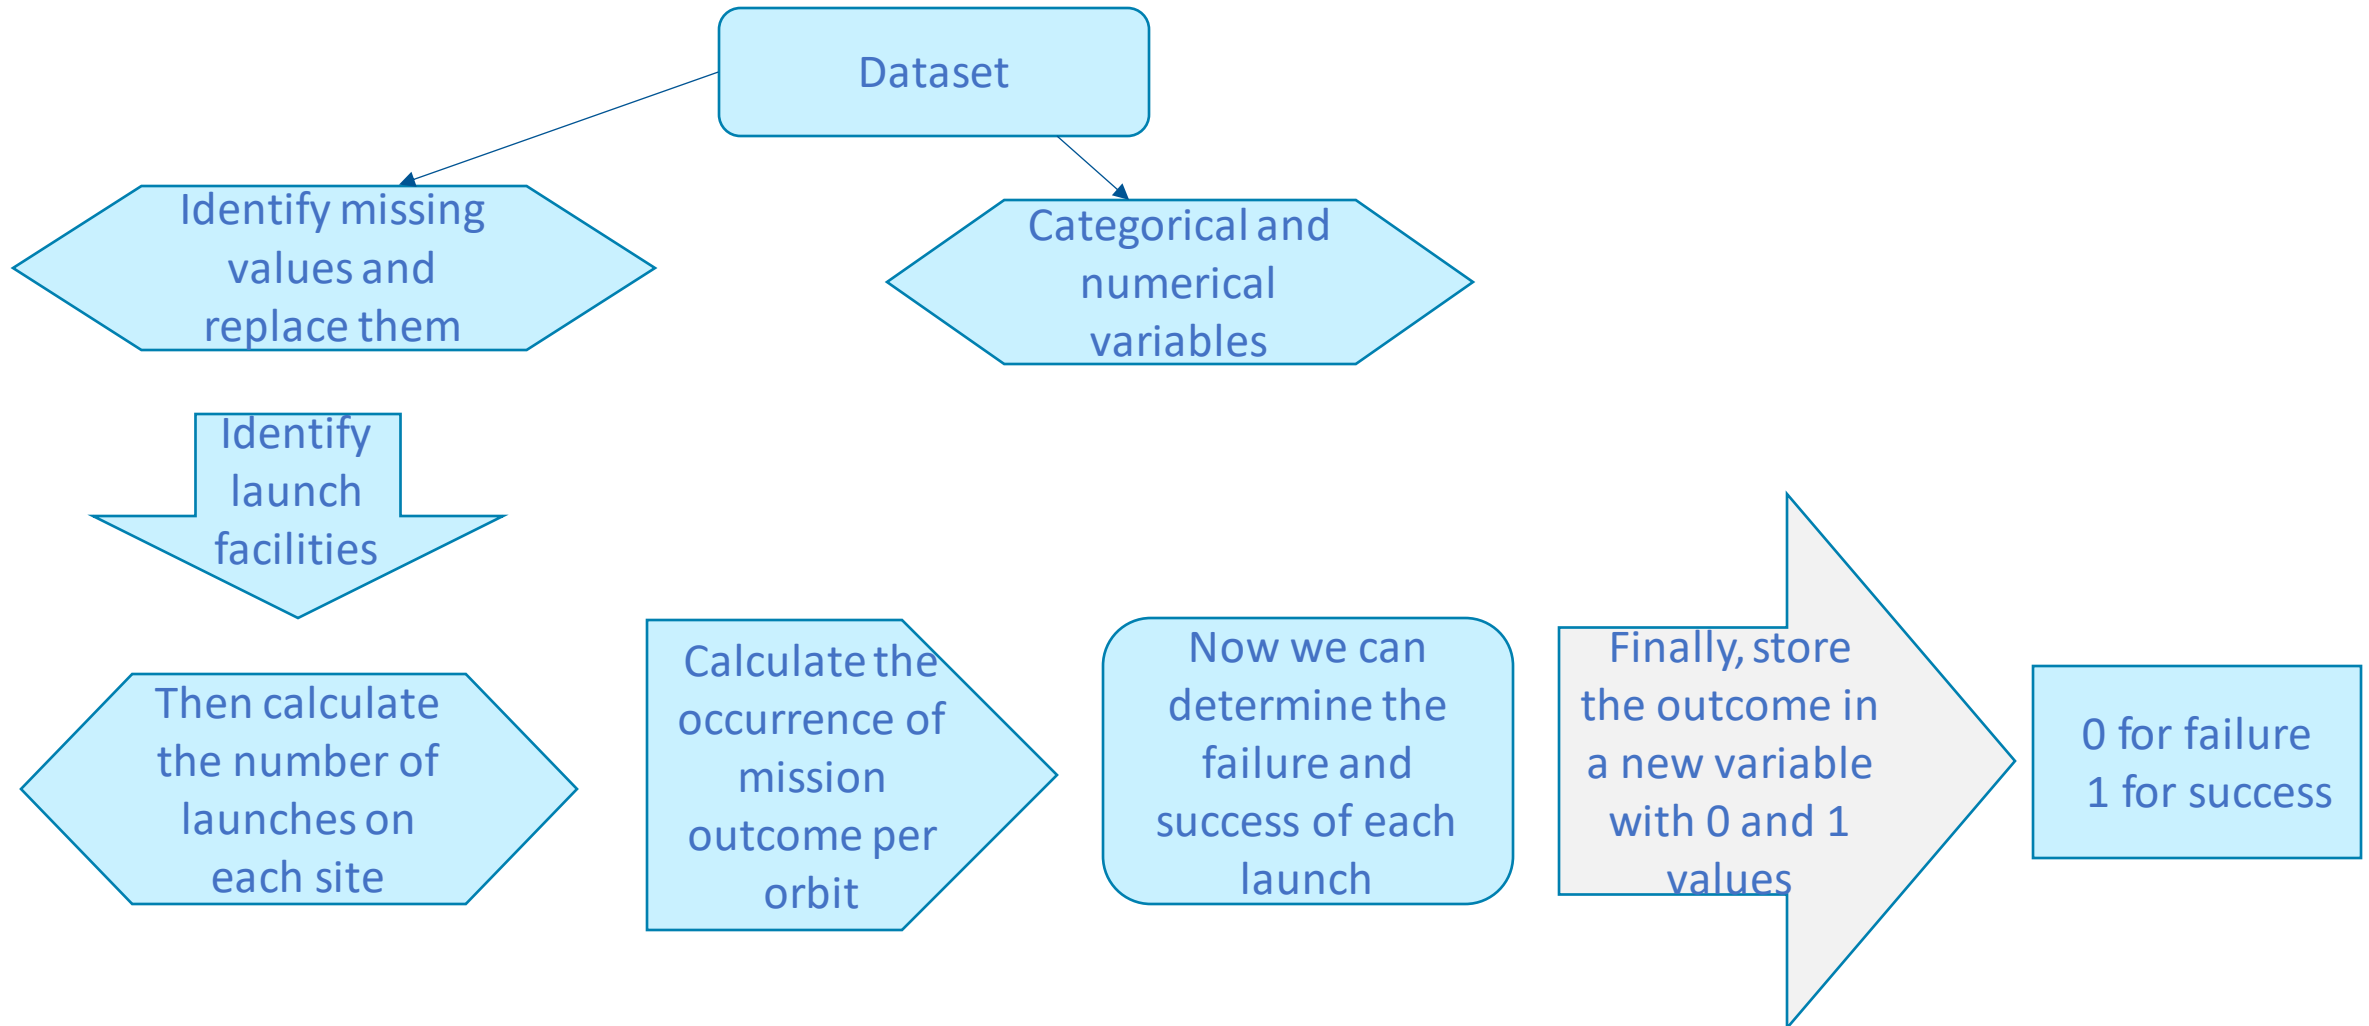 Dataset
Identify missing
values and
replace them
Categorical and
numerical
variables
Identify
launch
facilities
Then calculate
the number of
launches on
each site
Calculate the
occurrence of
mission
outcome per
orbit
Now we can
determine the
failure and
success of each
launch
Finally, store
the outcome in
a new variable
with 0 and 1
values
0 for failure
1 for success